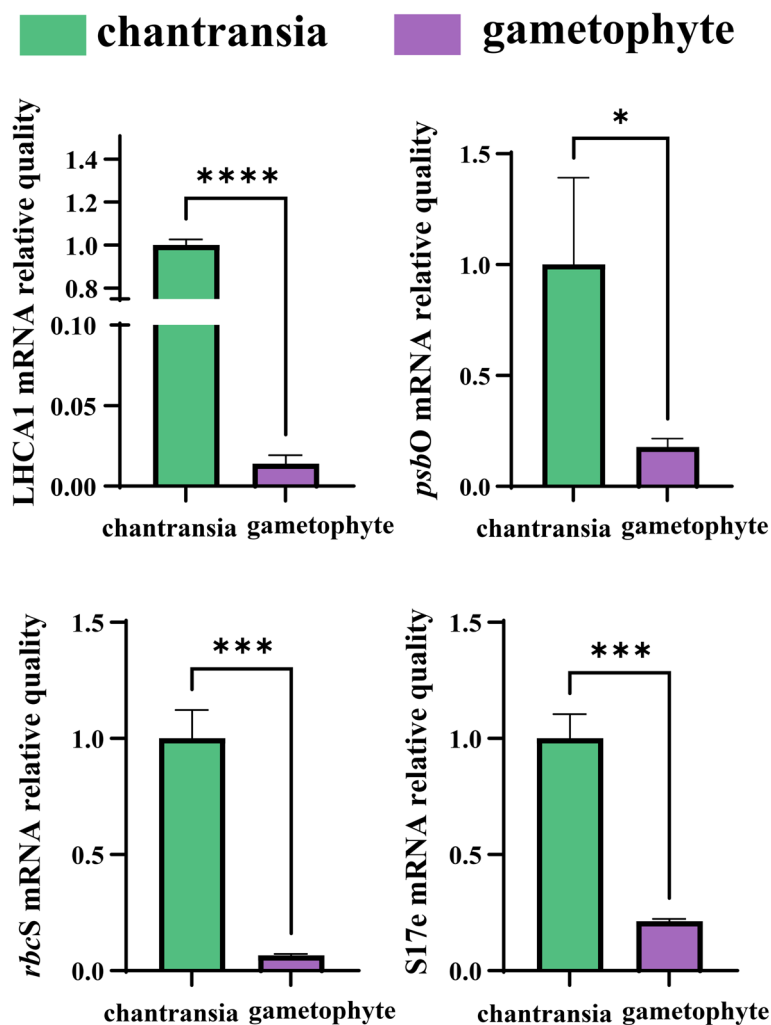 chantransia
gametophyte
LHCA1 mRNA relative quality
1.4
1.2
1.0
0.8
0.10
0.05
0.00
****
chantransia
gametophyte
psbO mRNA relative quality
1.5
1.0
0.5
0.0
*
chantransia
gametophyte
rbcS mRNA relative quality
1.5
1.0
0.5
0.0
***
chantransia
gametophyte
S17e mRNA relative quality
1.5
1.0
0.5
0.0
***
chantransia
gametophyte